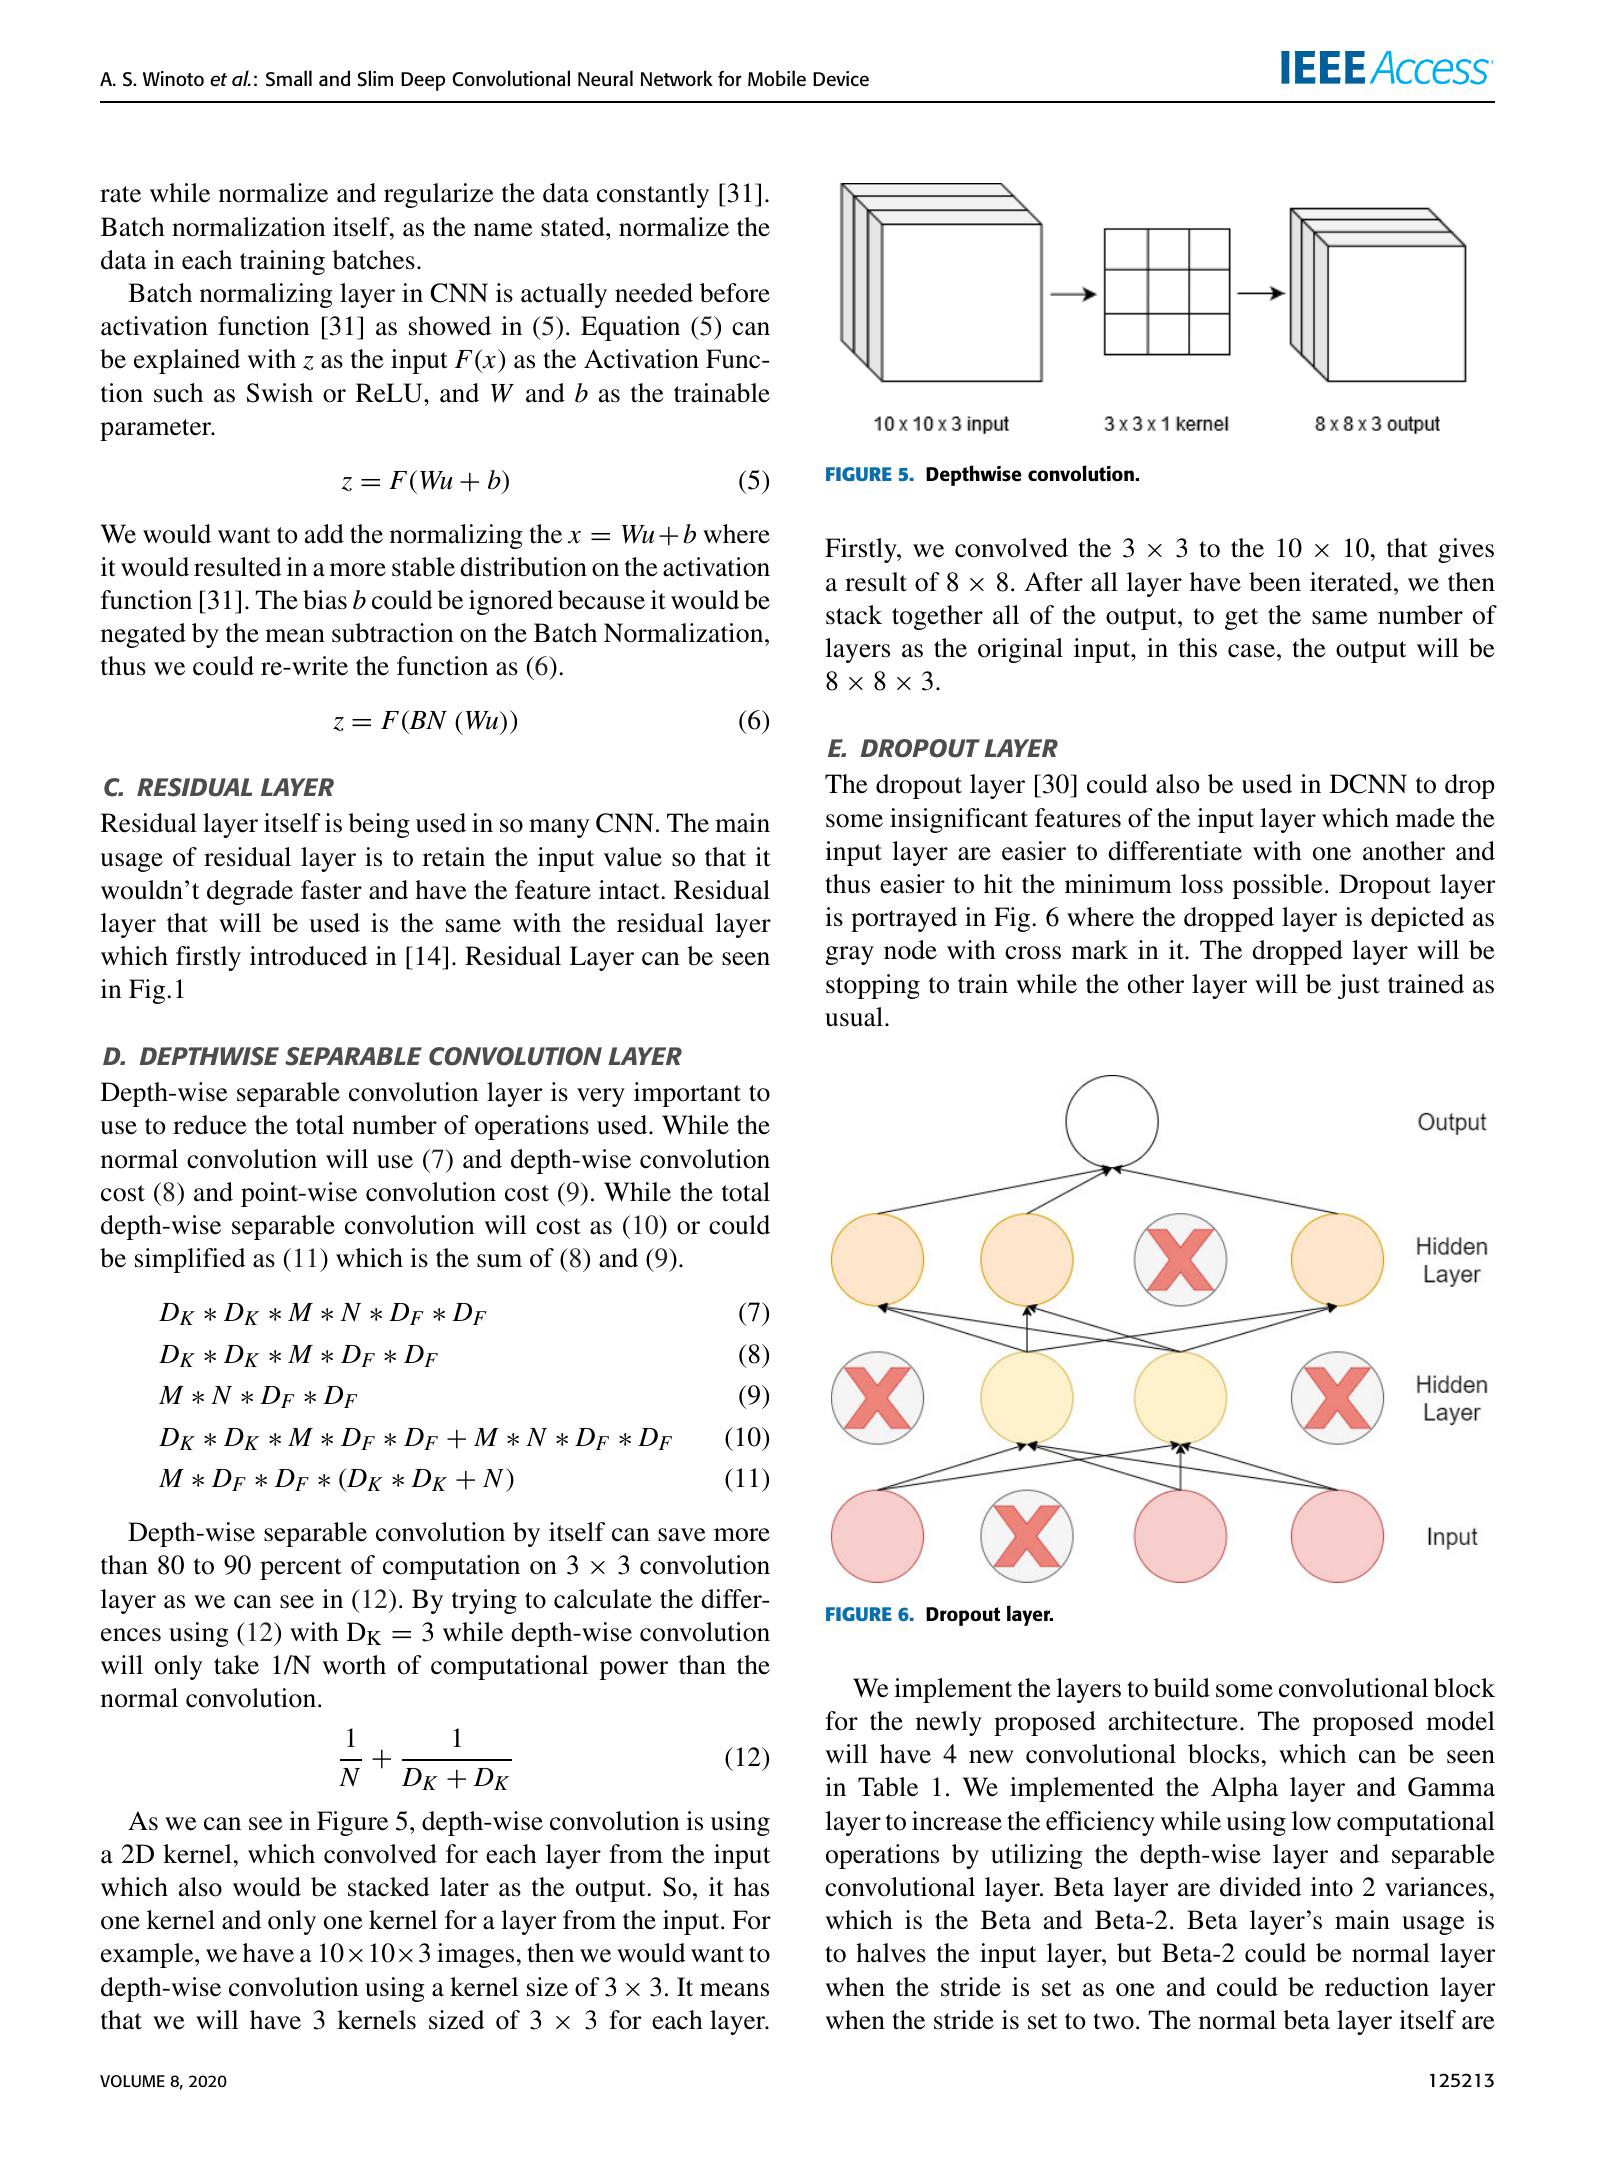 A. S. Winoto et al.: Small and Slim Deep Convolutional Neural Network for Mobile Device
IEEE Access
rate while normalize and regularize the data constantly [31].
Batch normalization itself, as the name stated, normalize the
data in each training batches.
Batch normalizing layer in CNN is actually needed before
activation function [31] as showed in (5). Equation (5) can
be explained with z as the input F(x) as the Activation Func-
tion such as Swish or ReLU, and W and b as the trainable
parameter.
z = F(Wu + b) (5)
We would want to add the normalizing the x = Wu+b where
it would resulted in a more stable distribution on the activation
function [31]. The bias b could be ignored because it would be
negated by the mean subtraction on the Batch Normalization,
thus we could re-write the function as (6).
z = F(BN (Wu)) (6)
C. RESIDUAL LAYER
Residual layer itself is being used in so many CNN. The main
usage of residual layer is to retain the input value so that it
wouldn't degrade faster and have the feature intact. Residual
layer that will be used is the same with the residual layer
which firstly introduced in [14]. Residual Layer can be seen
in Fig.1
D. DEPTHWISE SEPARABLE CONVOLUTION LAYER
Depth-wise separable convolution layer is very important to
use to reduce the total number of operations used. While the
normal convolution will use (7) and depth-wise convolution
cost (8) and point-wise convolution cost (9). While the total
depth-wise separable convolution will cost as (10) or could
be simplified as (11) which is the sum of (8) and (9).
D_K ∗ D_K ∗ M ∗ N ∗ D_F ∗ D_F (7)
D_K ∗ D_K ∗ M ∗ D_F ∗ D_F (8)
M ∗ N ∗ D_F ∗ D_F (9)
D_K ∗ D_K ∗ M ∗ D_F ∗ D_F + M ∗ N ∗ D_F ∗ D_F (10)
M ∗ D_F ∗ D_F ∗ (D_K ∗ D_K + N) (11)
Depth-wise separable convolution by itself can save more
than 80 to 90 percent of computation on 3 × 3 convolution
layer as we can see in (12). By trying to calculate the differ-
ences using (12) with D_K = 3 while depth-wise convolution
will only take 1/N worth of computational power than the
normal convolution.
1/N + 1/(D_K + D_K) (12)
As we can see in Figure 5, depth-wise convolution is using
a 2D kernel, which convolved for each layer from the input
which also would be stacked later as the output. So, it has
one kernel and only one kernel for a layer from the input. For
example, we have a 10×10×3 images, then we would want to
depth-wise convolution using a kernel size of 3 × 3. It means
that we will have 3 kernels sized of 3 × 3 for each layer.
10 x 10 x 3 input 3 x 3 x 1 kernel 8 x 8 x 3 output
FIGURE 5. Depthwise convolution.
Firstly, we convolved the 3 × 3 to the 10 × 10, that gives
a result of 8 × 8. After all layer have been iterated, we then
stack together all of the output, to get the same number of
layers as the original input, in this case, the output will be
8 × 8 × 3.
E. DROPOUT LAYER
The dropout layer [30] could also be used in DCNN to drop
some insignificant features of the input layer which made the
input layer are easier to differentiate with one another and
thus easier to hit the minimum loss possible. Dropout layer
is portrayed in Fig. 6 where the dropped layer is depicted as
gray node with cross mark in it. The dropped layer will be
stopping to train while the other layer will be just trained as
usual.
Output
Hidden
Layer
Hidden
Layer
Input
FIGURE 6. Dropout layer.
We implement the layers to build some convolutional block
for the newly proposed architecture. The proposed model
will have 4 new convolutional blocks, which can be seen
in Table 1. We implemented the Alpha layer and Gamma
layer to increase the efficiency while using low computational
operations by utilizing the depth-wise layer and separable
convolutional layer. Beta layer are divided into 2 variances,
which is the Beta and Beta-2. Beta layer's main usage is
to halves the input layer, but Beta-2 could be normal layer
when the stride is set as one and could be reduction layer
when the stride is set to two. The normal beta layer itself are
VOLUME 8, 2020
125213